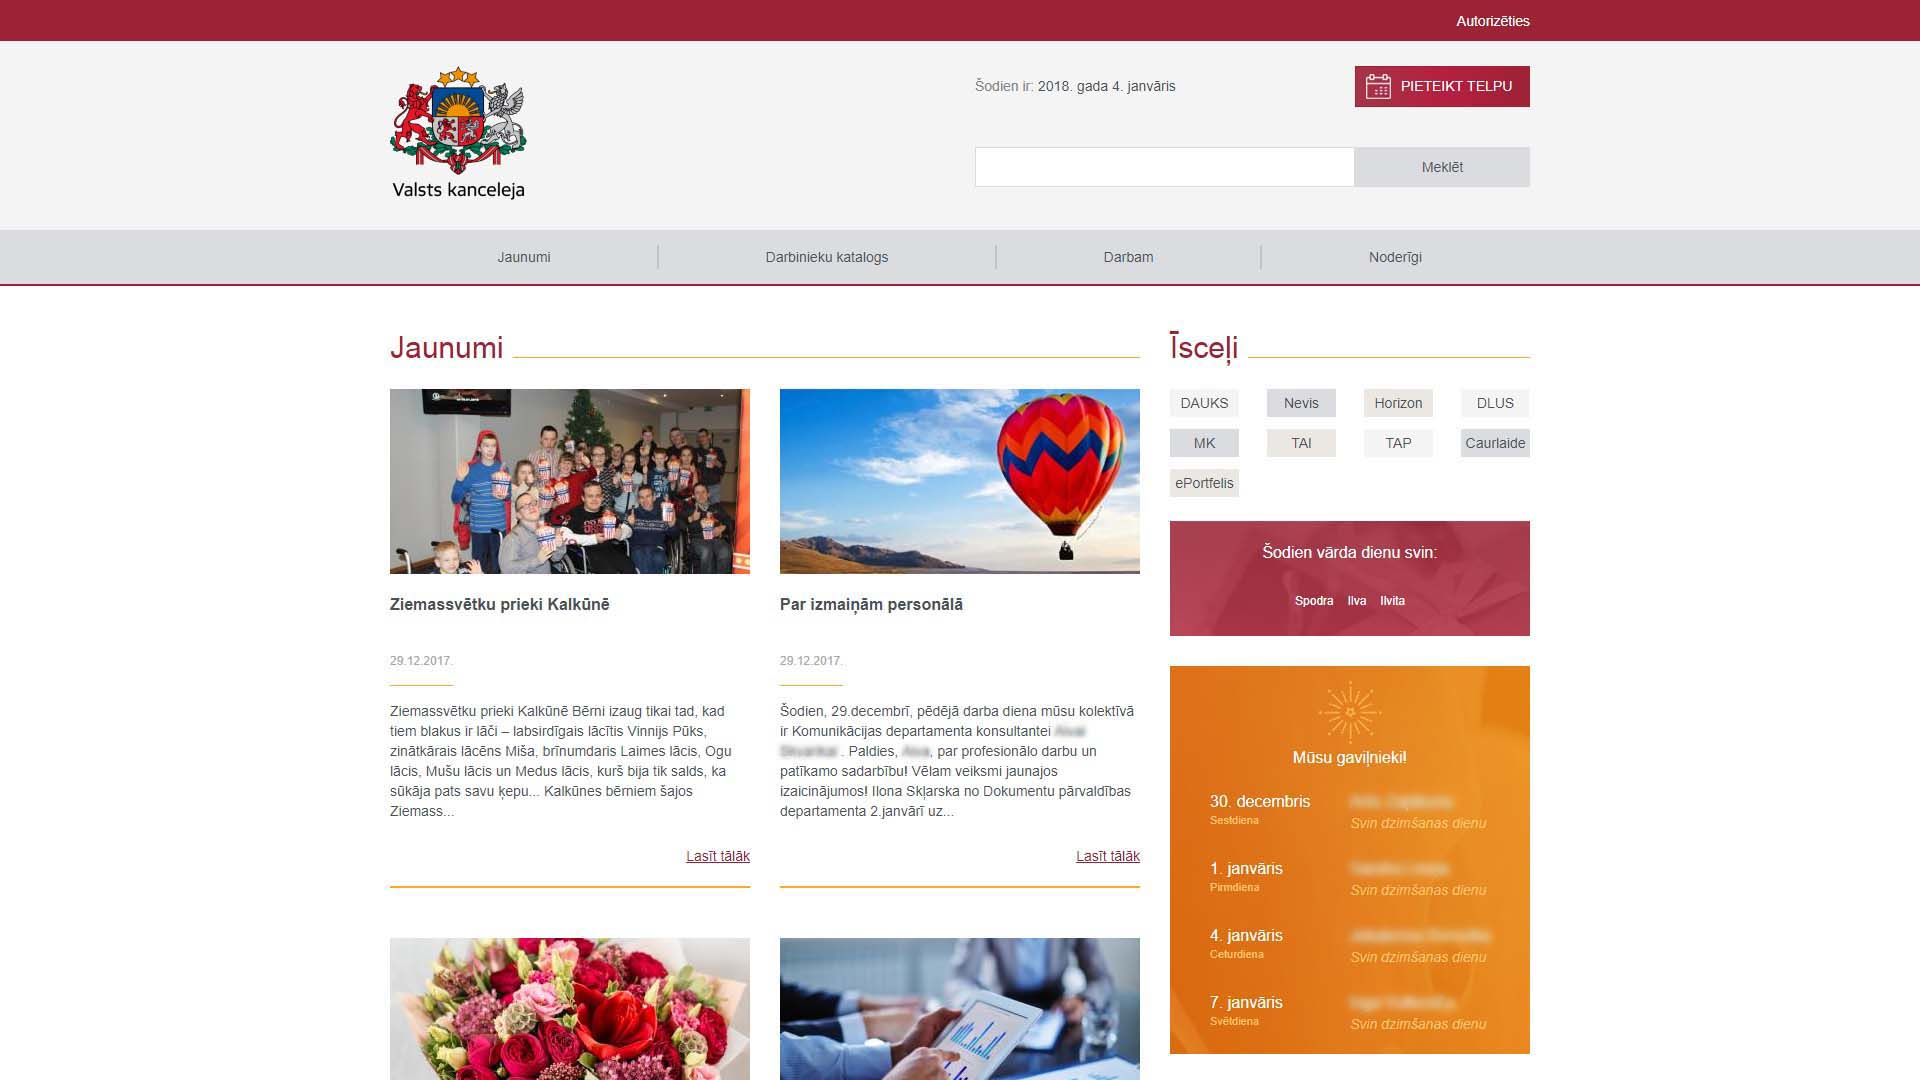 Autorizēties
Šodien ir: 2018. gada 4. janvāris
PIETEIKT TELPU
Valsts kanceleja
Meklēt
Jaunumi
Darbinieku katalogs
Darbam
Noderīgi
Jaunumi
Ziemassvētku prieki Kalkūnē
29.12.2017.
Ziemassvētku prieki Kalkūnē Bērni izaug tikai tad, kad
tiem blakus ir lāči – labsirdīgais lācītis Vinnijs Pūks,
zinātkārais lācēns Miša, brīnumdaris Laimes lācis, Ogu
lācis, Mušu lācis un Medus lācis, kurš bija tik salds, ka
sūkāja pats savu ķepu... Kalkūnes bērniem šajos
Ziemass...
Lasīt tālāk
Par izmaiņām personālā
29.12.2017.
Šodien, 29.decembrī, pēdējā darba diena mūsu kolektīvā
ir Komunikācijas departamenta konsultantei
. Paldies, , par profesionālo darbu un
patīkamo sadarbību! Vēlam veiksmi jaunajos
izaicinājumos! Ilona Skļarska no Dokumentu pārvaldības
departamenta 2.janvārī uz...
Lasīt tālāk
Īsceļi
DAUKS
Nevis
Horizon
DLUS
MK
TAI
TAP
Caurlaide
ePortfelis
Šodien vārda dienu svin:
Spodra Ilva Ilvita
Mūsu gaviļnieki!
30. decembris
Sestdiena
Svin dzimšanas dienu
1. janvāris
Pirmdiena
Svin dzimšanas dienu
4. janvāris
Ceturdiena
Svin dzimšanas dienu
7. janvāris
Svētdiena
Svin dzimšanas dienu